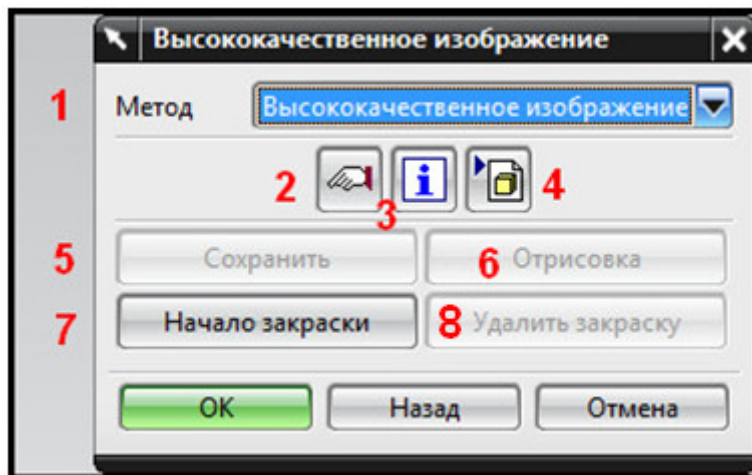 Высококачественное изображение
1 Метод Высококачественное изображение
2 3 4
5 Сохранить 6 Отрисовка
7 Начало закраски 8 Удалить закраску
OK Назад Отмена